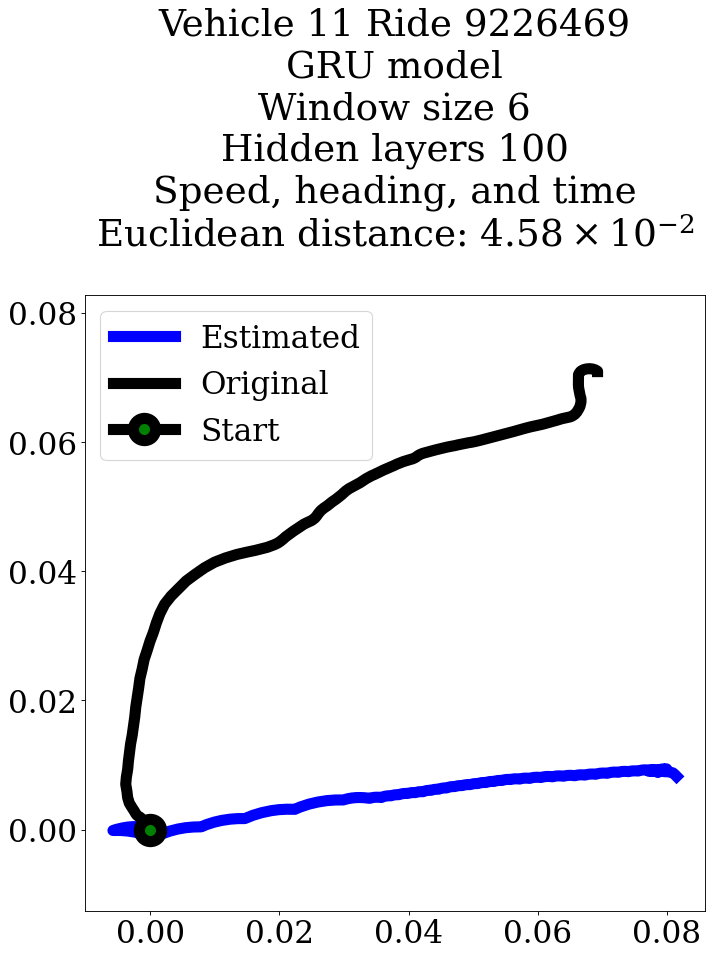 Vehicle 11 Ride 9226469
GRU model
Window size 6
Hidden layers 100
Speed, heading, and time
Euclidean distance: 4.58 × 10⁻²
Estimated
Original
Start
0.08
0.06
0.04
0.02
0.00
0.00 0.02 0.04 0.06 0.08